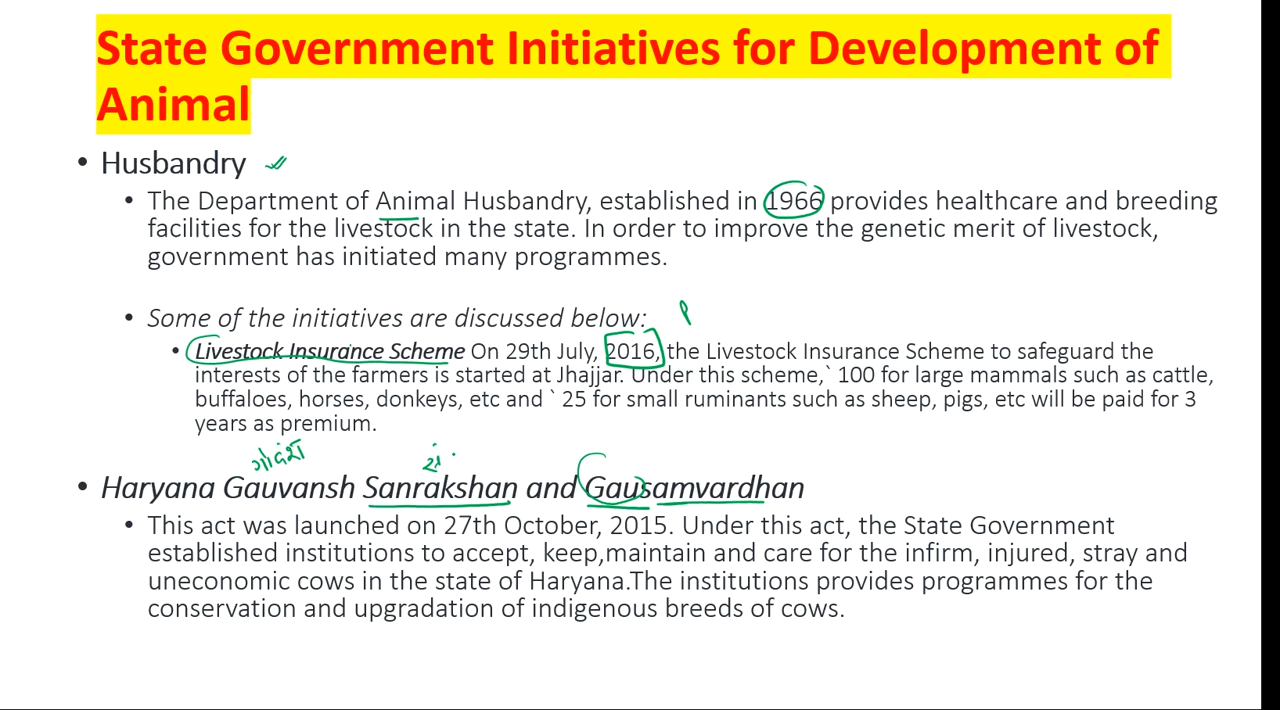 State Government Initiatives for Development of
Animal
• Husbandry
• The Department of Animal Husbandry, established in 1966 provides healthcare and breeding
facilities for the livestock in the state. In order to improve the genetic merit of livestock,
government has initiated many programmes.
• Some of the initiatives are discussed below:
• Livestock Insurance Scheme On 29th July, 2016, the Livestock Insurance Scheme to safeguard the
interests of the farmers is started at Jhajjar. Under this scheme,` 100 for large mammals such as cattle,
buffaloes, horses, donkeys, etc and ` 25 for small ruminants such as sheep, pigs, etc will be paid for 3
years as premium.
• Haryana Gauvansh Sanrakshan and Gausamvardhan
• This act was launched on 27th October, 2015. Under this act, the State Government
established institutions to accept, keep,maintain and care for the infirm, injured, stray and
uneconomic cows in the state of Haryana.The institutions provides programmes for the
conservation and upgradation of indigenous breeds of cows.